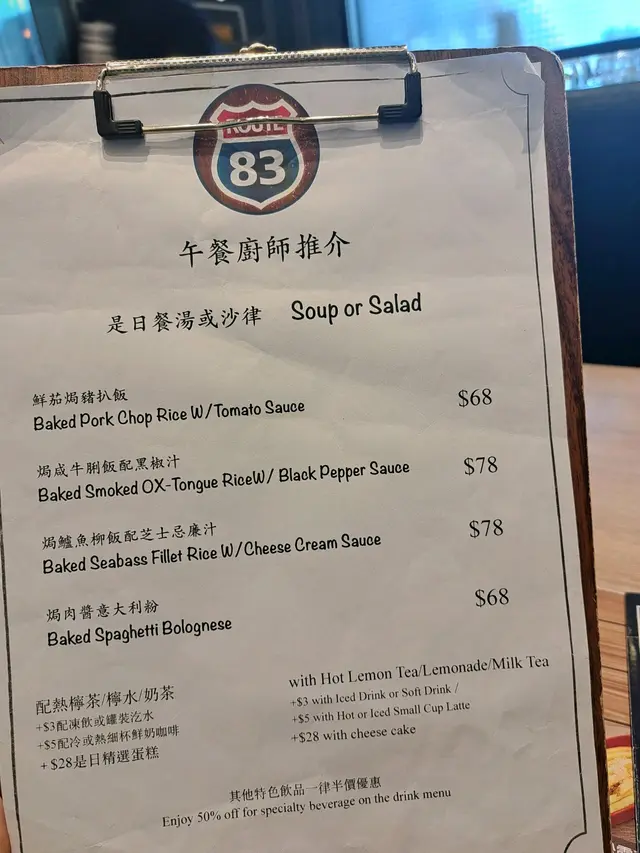 ROUTE
83
午餐廚師推介
是日餐湯或沙律 Soup or Salad
鮮茄焗豬扒飯
Baked Pork Chop Rice W/Tomato Sauce $68
焗咸牛脷飯配黑椒汁
Baked Smoked OX-Tongue RiceW/ Black Pepper Sauce $78
焗鱸魚柳飯配芝士忌廉汁
Baked Seabass Fillet Rice W/Cheese Cream Sauce $78
焗肉醬意大利粉
Baked Spaghetti Bolognese $68
配熱檸茶/檸水/奶茶
+$3配凍飲或罐裝汽水
+$5配冷或熱細杯鮮奶咖啡
+$28是日精選蛋糕
with Hot Lemon Tea/Lemonade/Milk Tea
+$3 with Iced Drink or Soft Drink /
+$5 with Hot or Iced Small Cup Latte
+$28 with cheese cake
其他特色飲品一律半價優惠
Enjoy 50% off for specialty beverage on the drink menu